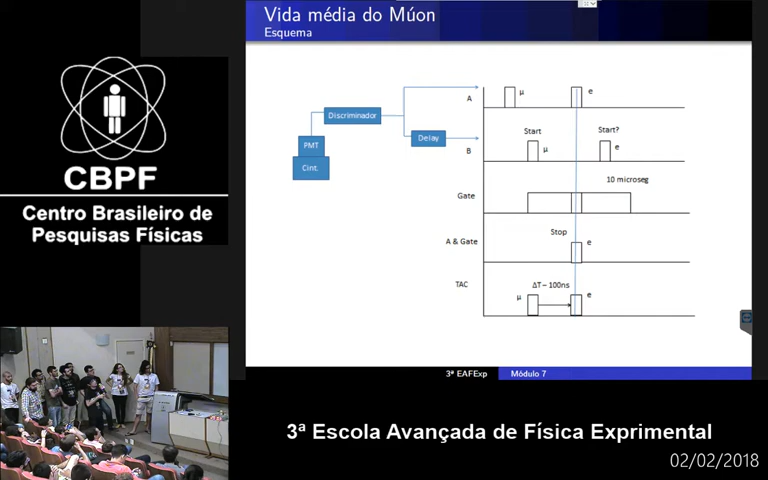 Vida média do Múon
Esquema
A
μ
e
Discriminador
Delay
PMT
Cint.
Start
Start?
B
μ
e
10 microseg
Gate
Stop
A & Gate
e
TAC
ΔT – 100ns
μ
e
3ª EAFExp
Módulo 7
CBPF
Centro Brasileiro de
Pesquisas Físicas
3ª Escola Avançada de Física Exprimental
02/02/2018